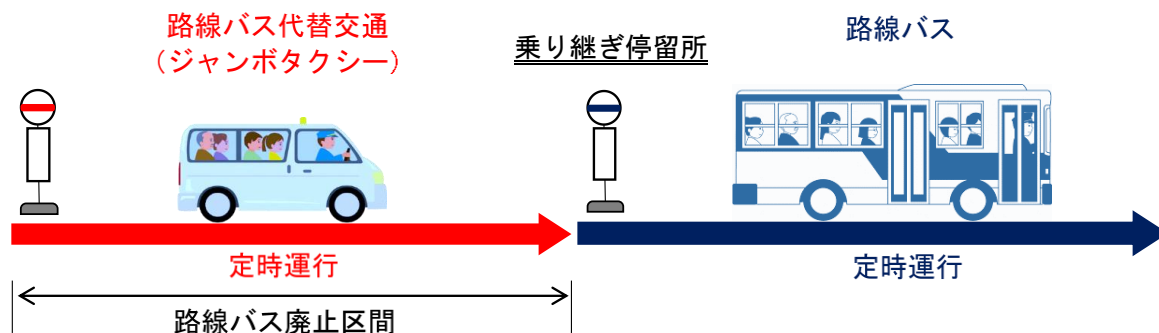 路線バス代替交通
（ジャンボタクシー）
乗り継ぎ停留所
路線バス
定時運行
定時運行
路線バス廃止区間